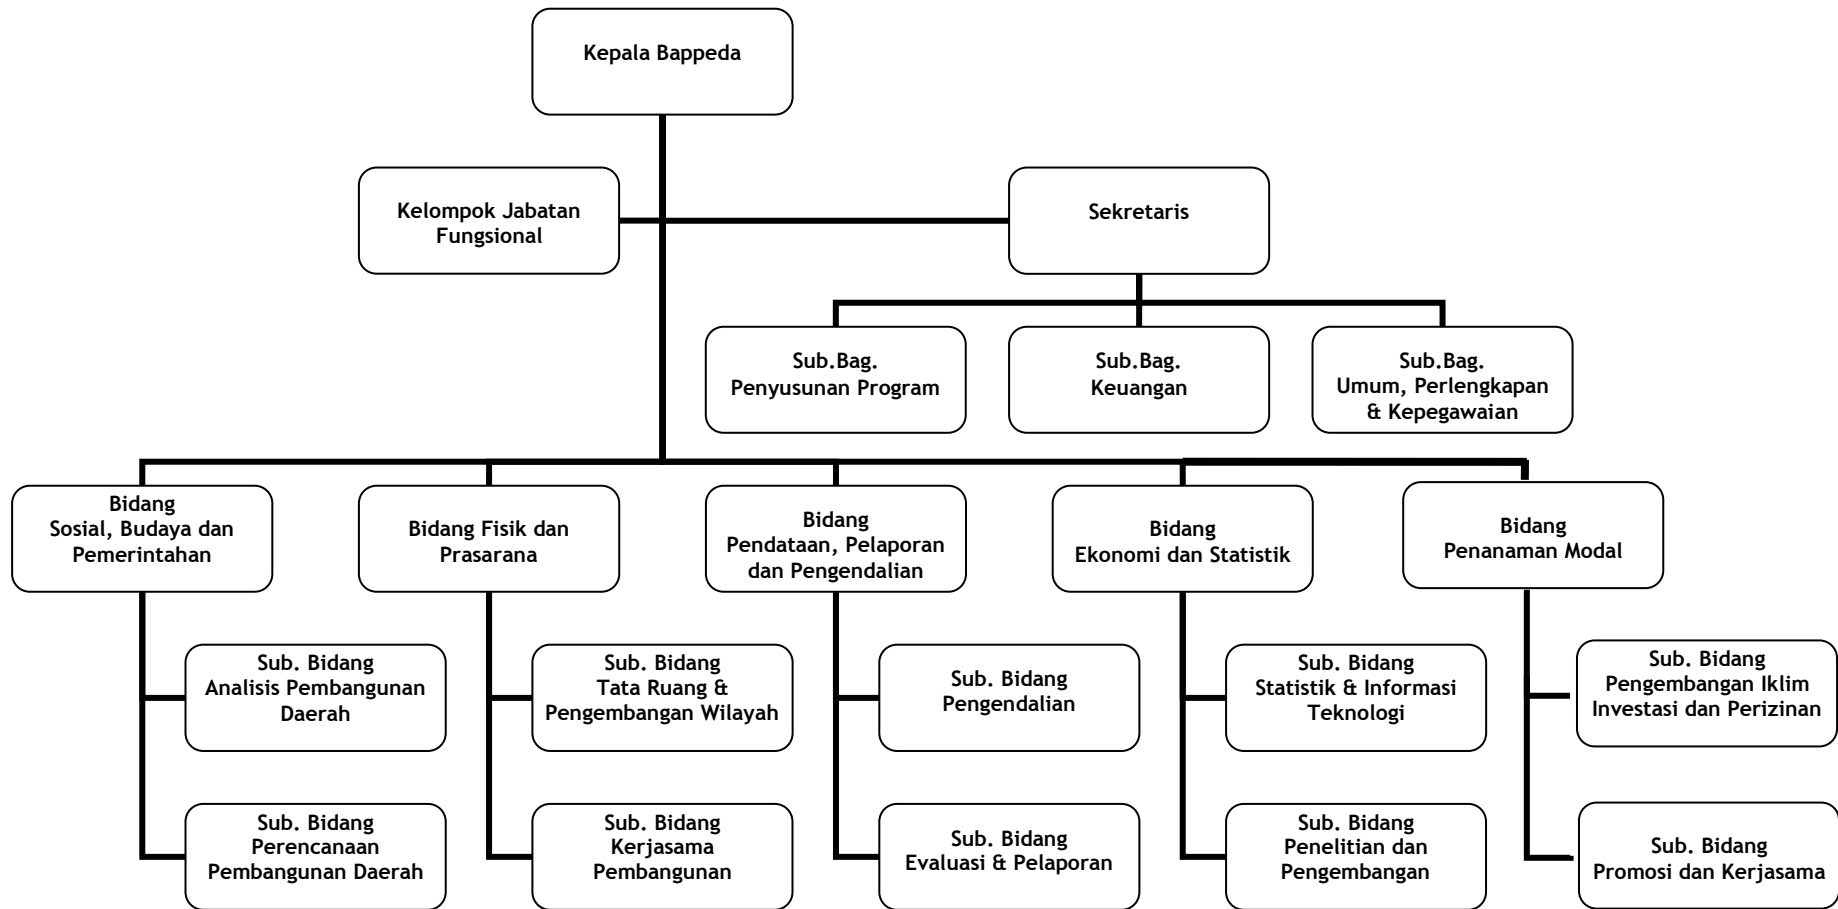 Kepala Bappeda
Kelompok Jabatan
Fungsional
Sekretaris
Sub.Bag.
Penyusunan Program
Sub.Bag.
Keuangan
Sub.Bag.
Umum, Perlengkapan
& Kepegawaian
Bidang
Sosial, Budaya dan
Pemerintahan
Bidang Fisik dan
Prasarana
Bidang
Pendataan, Pelaporan
dan Pengendalian
Bidang
Ekonomi dan Statistik
Bidang
Penanaman Modal
Sub. Bidang
Analisis Pembangunan
Daerah
Sub. Bidang
Tata Ruang &
Pengembangan Wilayah
Sub. Bidang
Pengendalian
Sub. Bidang
Statistik & Informasi
Teknologi
Sub. Bidang
Pengembangan Iklim
Investasi dan Perizinan
Sub. Bidang
Perencanaan
Pembangunan Daerah
Sub. Bidang
Kerjasama
Pembangunan
Sub. Bidang
Evaluasi & Pelaporan
Sub. Bidang
Penelitian dan
Pengembangan
Sub. Bidang
Promosi dan Kerjasama